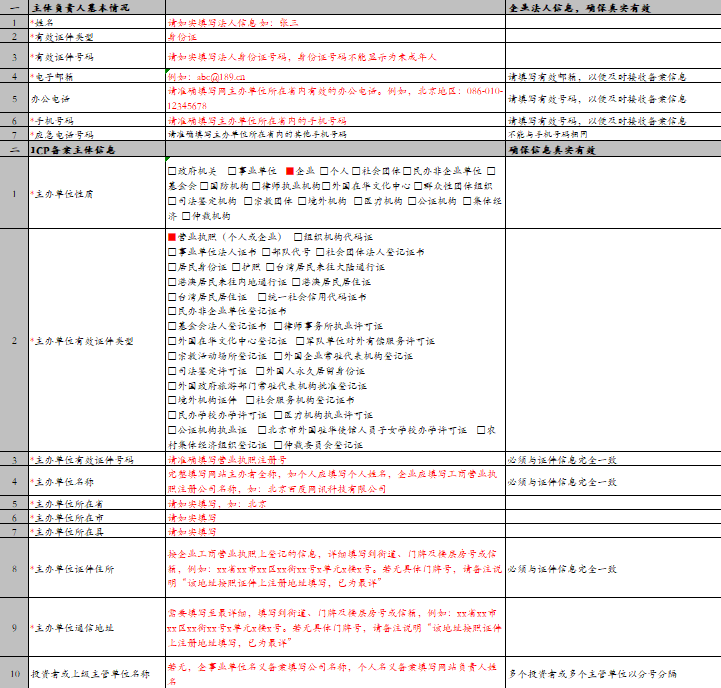 一 主体负责人基本情况 企业法人信息，确保真实有效
1 *姓名 请如实填写法人信息 如：张三
2 *有效证件类型 身份证
3 *有效证件号码 请如实填写法人身份证号码，身份证号码不能显示为未成年人
4 *电子邮箱 例如：abc@189.cn 请填写有效邮箱，以便及时接收备案信息
请准确填写网主办单位所在省内有效的办公电话。例如，北京地区：086-010-
5 办公电话 12345678 请填写有效号码，以便及时接收备案信息
6 *手机号码 请准确填写主办单位所在省内的手机号码 请填写有效号码，以便及时接收备案信息
7 *应急电话号码 请准确填写主办单位所在省内的其他手机号码 不能与手机号码相同
二 ICP备案主体信息 确保信息真实有效
1 *主办单位性质
□政府机关 □事业单位 ■企业 □个人 □社会团体□民办非企业单位 □
基金会 □国防机构 □律师执业机构□外国在华文化中心 □群众性团体组织
□司法鉴定机构 □宗教团体 □境外机构 □医疗机构 □公证机构 □集体经
济 □仲裁机构
2 *主办单位有效证件类型
■营业执照（个人或企业） □组织机构代码证
□事业单位法人证书 □部队代号 □社会团体法人登记证书
□居民身份证 □护照 □台湾居民来往大陆通行证
□港澳居民来往内地通行证 □港澳居民居住证
□台湾居民居住证 □统一社会信用代码证书
□民办非企业单位登记证书
□基金会法人登记证书 □律师事务所执业许可证
□外国在华文化中心登记证 □军队单位对外有偿服务许可证
□宗教活动场所登记证 □外国企业常驻代表机构登记证
□司法鉴定许可证 □外国人永久居留身份证
□外国政府旅游部门常驻代表机构批准登记证
□境外机构证件 □社会服务机构登记证书
□民办学校办学许可证 □医疗机构执业许可证
□公证机构执业证 □北京市外国驻华使馆人员子女学校办学许可证 □农
村集体经济组织登记证 □仲裁委员会登记证
3 *主办单位有效证件号码 请准确填写营业执照注册号 必须与证件信息完全一致
4 *主办单位名称 完整填写网站主办者全称，如个人应填写个人姓名，企业应填写工商营业执 必须与证件信息完全一致
照注册公司名称，如：北京百度网讯科技有限公司
5 *主办单位所在省 请如实填写，如：北京
6 *主办单位所在市 请如实填写
7 *主办单位所在县 请如实填写
8 *主办单位证件住所
按企业工商营业执照上登记的信息，详细填写到街道、门牌及楼层房号或信
箱，例如：xx省xx市xx区xx街xx号x单元x楼x号。若无具体门牌号，请备注说 必须与证件信息完全一致
明“该地址按照证件上注册地址填写，已为最详”
9 *主办单位通信地址
需要填写至最详细，填写到街道、门牌及楼层房号或信箱，例如：xx省xx市
xx区xx街xx号x单元x楼x号。若无具体门牌号，请备注说明“该地址按照证件
上注册地址填写，已为最详”
10 投资者或上级主管单位名称 若无，企事业单位名义备案填写公司名称，个人名义备案填写网站负责人姓 多个投资者或多个主管单位以分号分隔
名